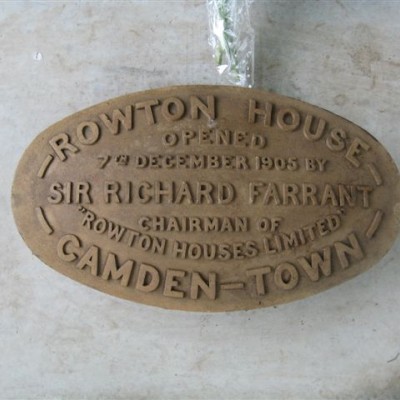 -ROWTON HOUSE-
OPENED
7TH DECEMBER 1905 BY
SIR RICHARD FARRANT
CHAIRMAN OF
"ROWTON HOUSES LIMITED"
-CAMDEN-TOWN-